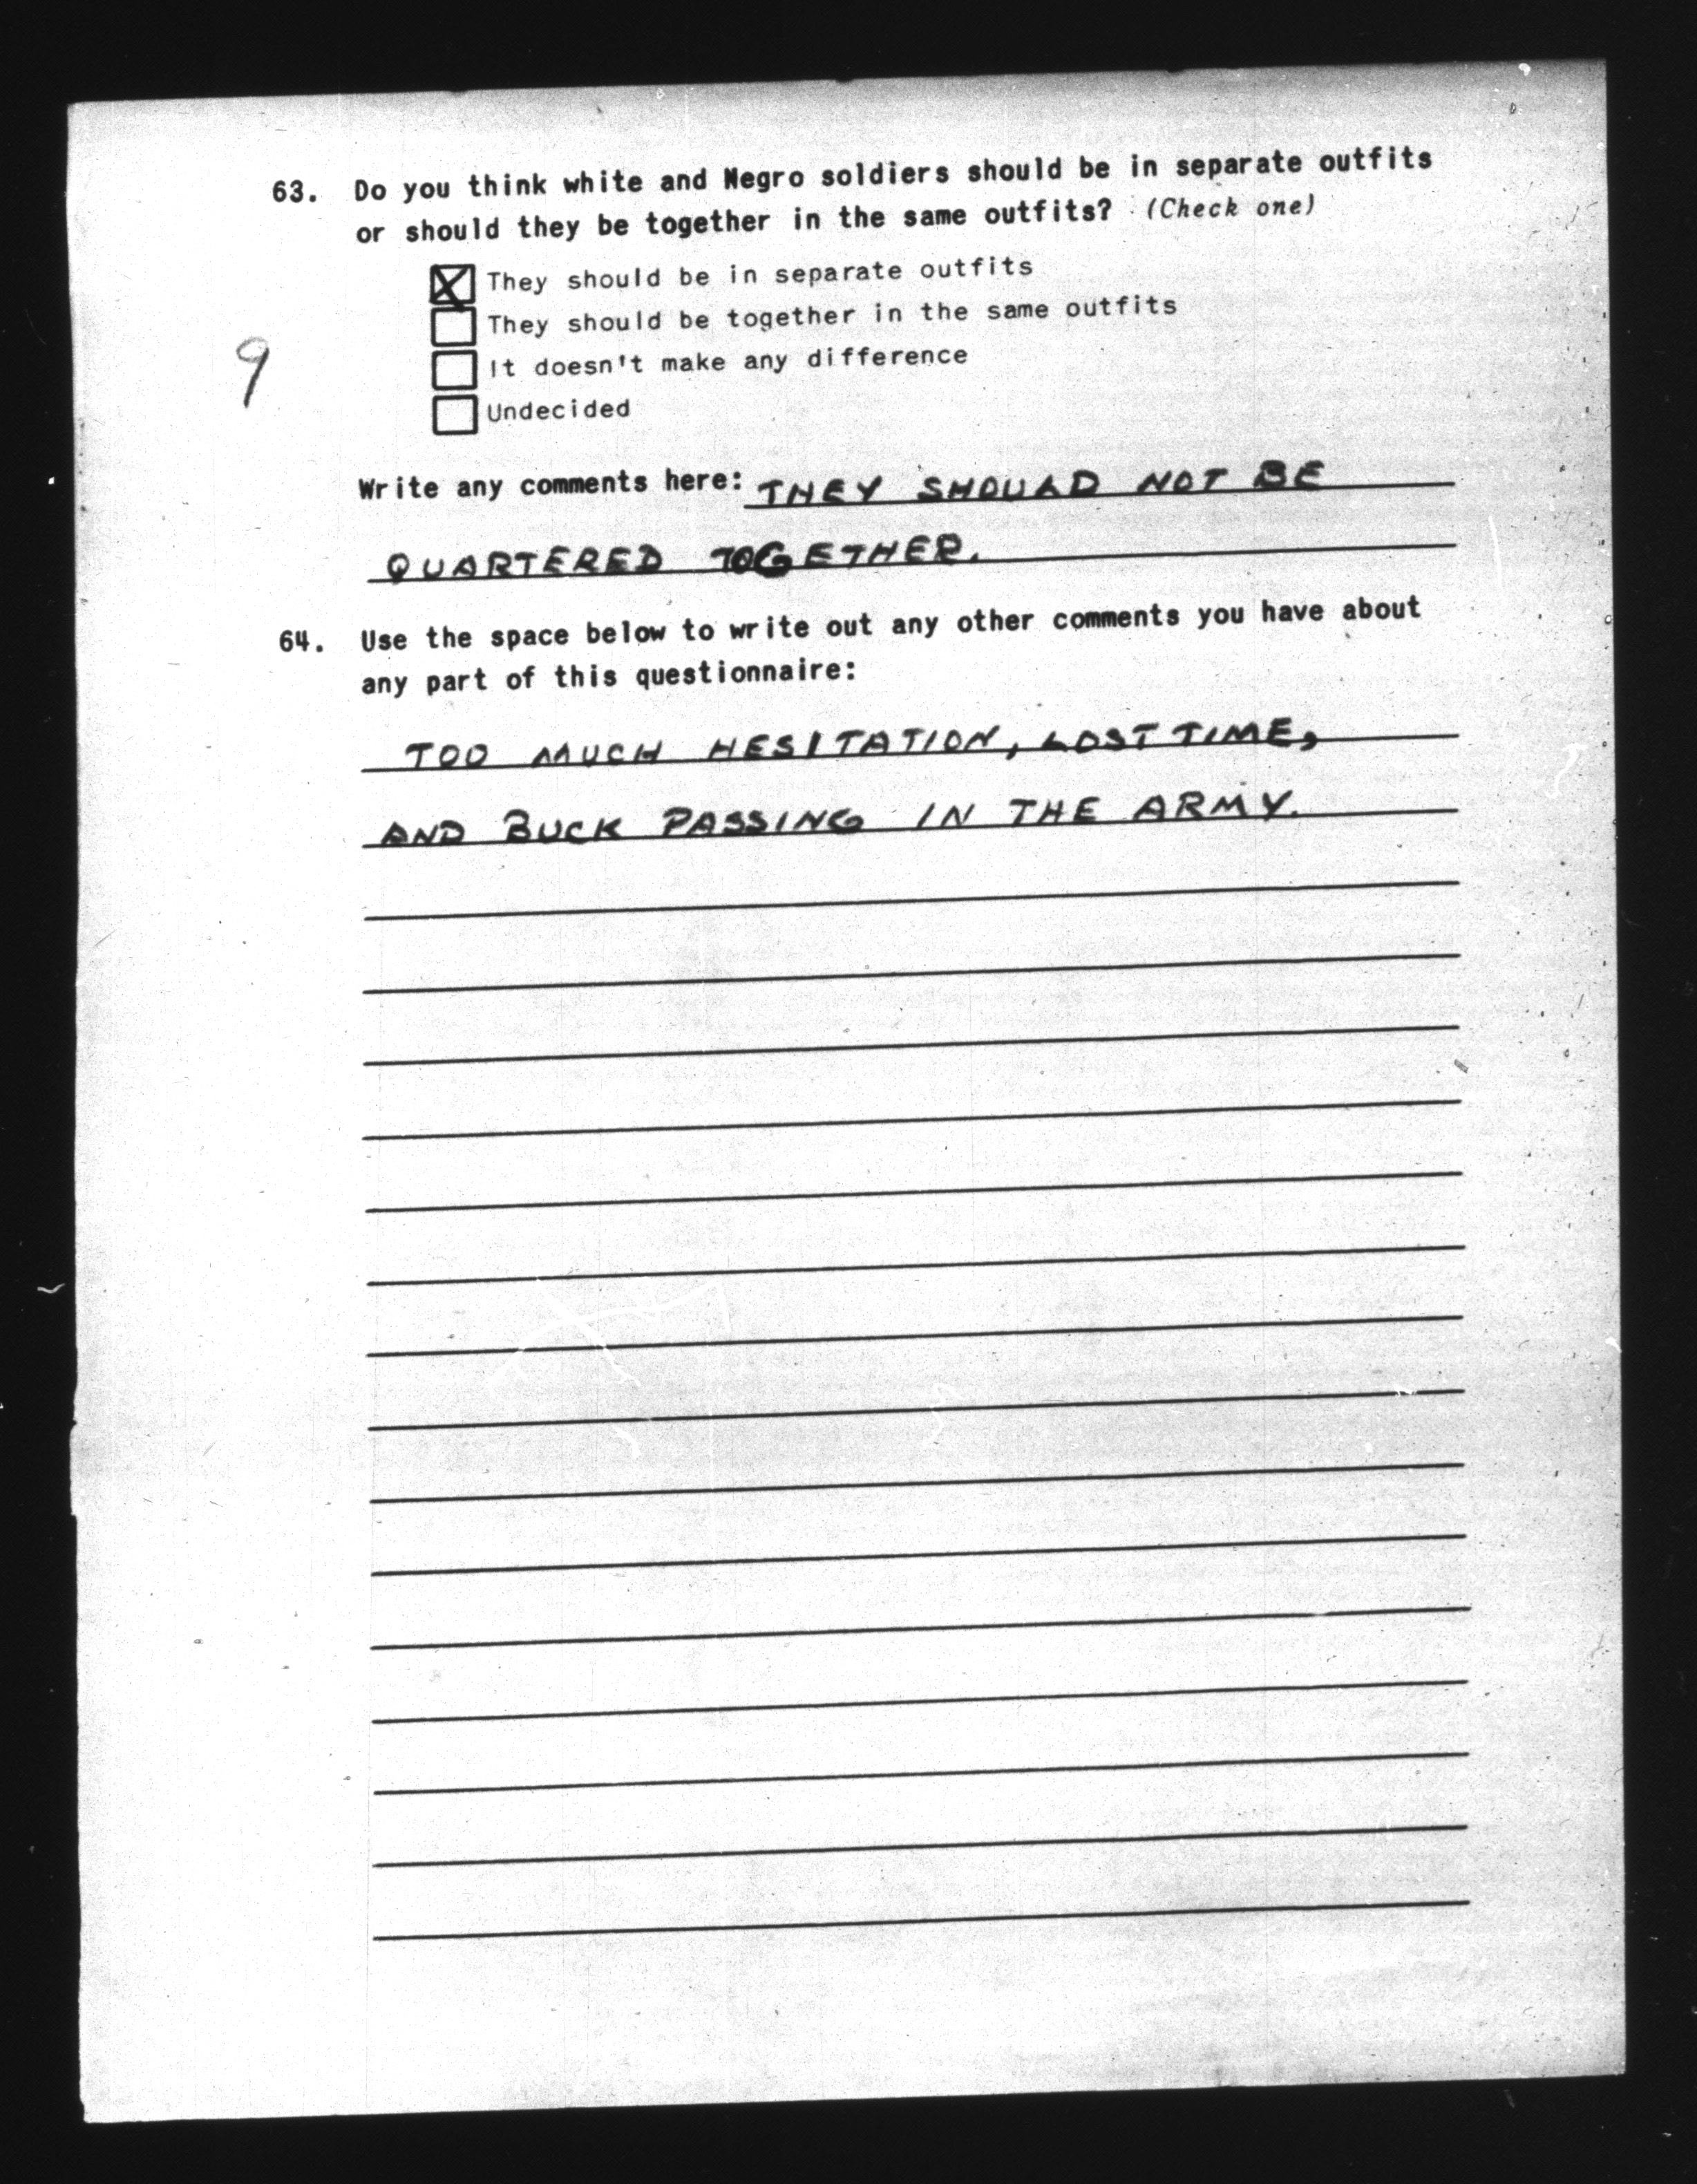 63. Do you think white and Negro soldiers should be in separate outfits
or should they be together in the same outfits? (Check one)
They should be in separate outfits
They should be together in the same outfits
9
It doesn't make any difference
Undecided
Write any comments here: THEY SHOULD NOT BE
QUARTERED TOGETHER.
64. Use the space below to write out any other comments you have about
any part of this questionnaire:
TOO MUCH HESITATION, LOST TIME,
AND BUCK PASSING IN THE ARMY.